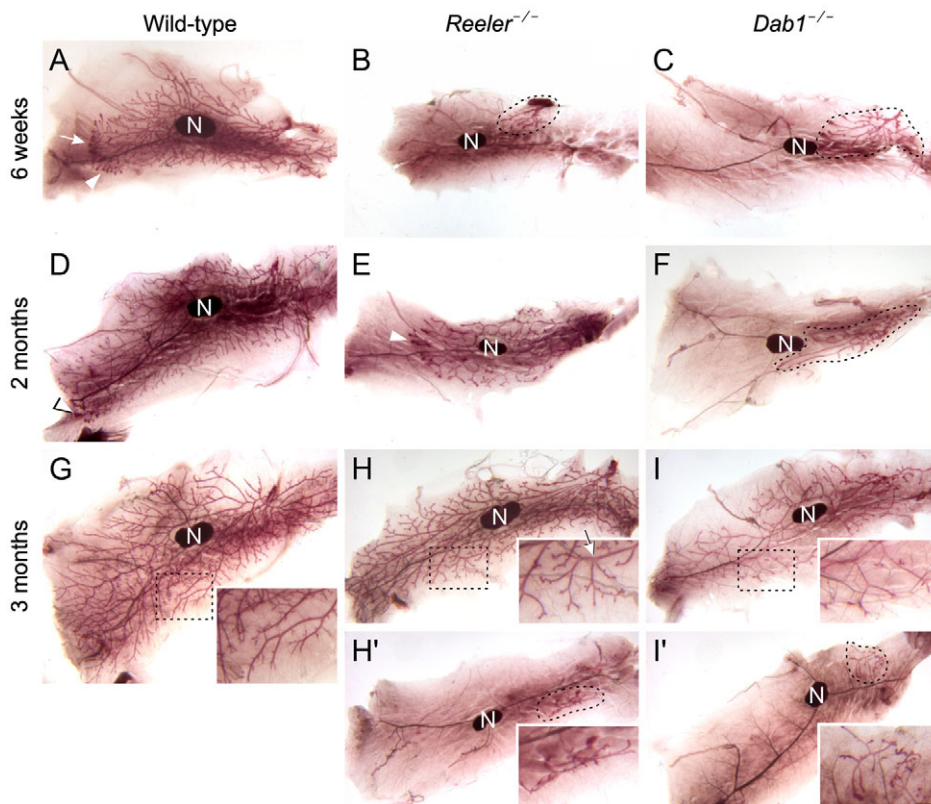 Wild-type Reeler−/− Dab1−/−
6 weeks
A B C
N N N
2 months
D E F
N N N
3 months
G H I
N N N
H' I'
N N